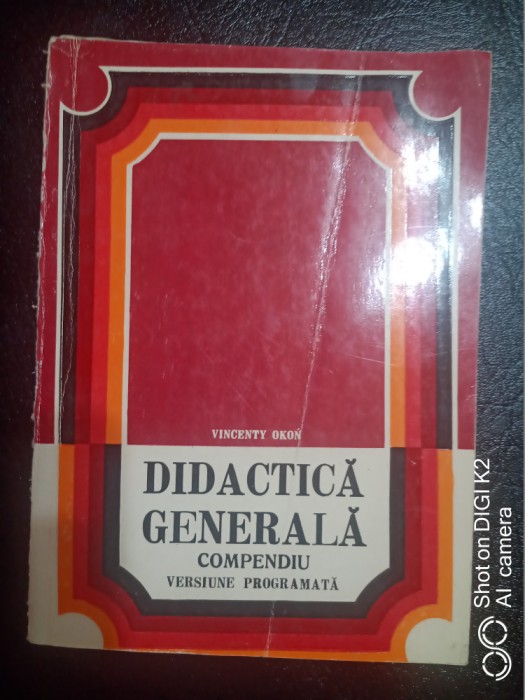 VINCENTY OKOŃ
DIDACTICĂ
GENERALĂ
COMPENDIU
VERSIUNE PROGRAMATĂ
Shot on DIGI K2
AI camera